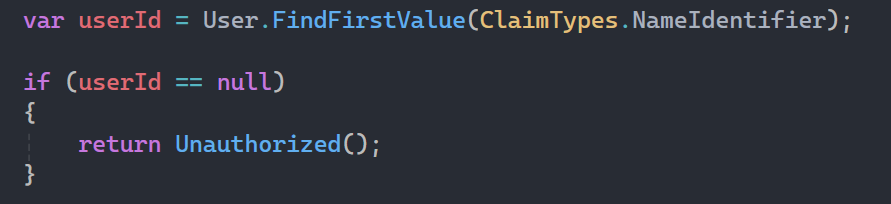 var userId = User.FindFirstValue(ClaimTypes.NameIdentifier);
if (userId == null)
{
return Unauthorized();
}